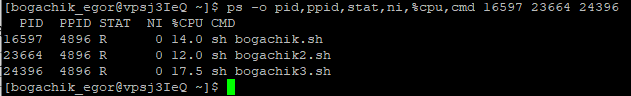 [bogachik_egor@vpsj3IeQ ~]$ ps -o pid,ppid,stat,ni,%cpu,cmd 16597 23664 24396
  PID  PPID STAT  NI %CPU CMD
16597  4896 R      0 14.0 sh bogachik.sh
23664  4896 R      0 12.0 sh bogachik2.sh
24396  4896 R      0 17.5 sh bogachik3.sh
[bogachik_egor@vpsj3IeQ ~]$